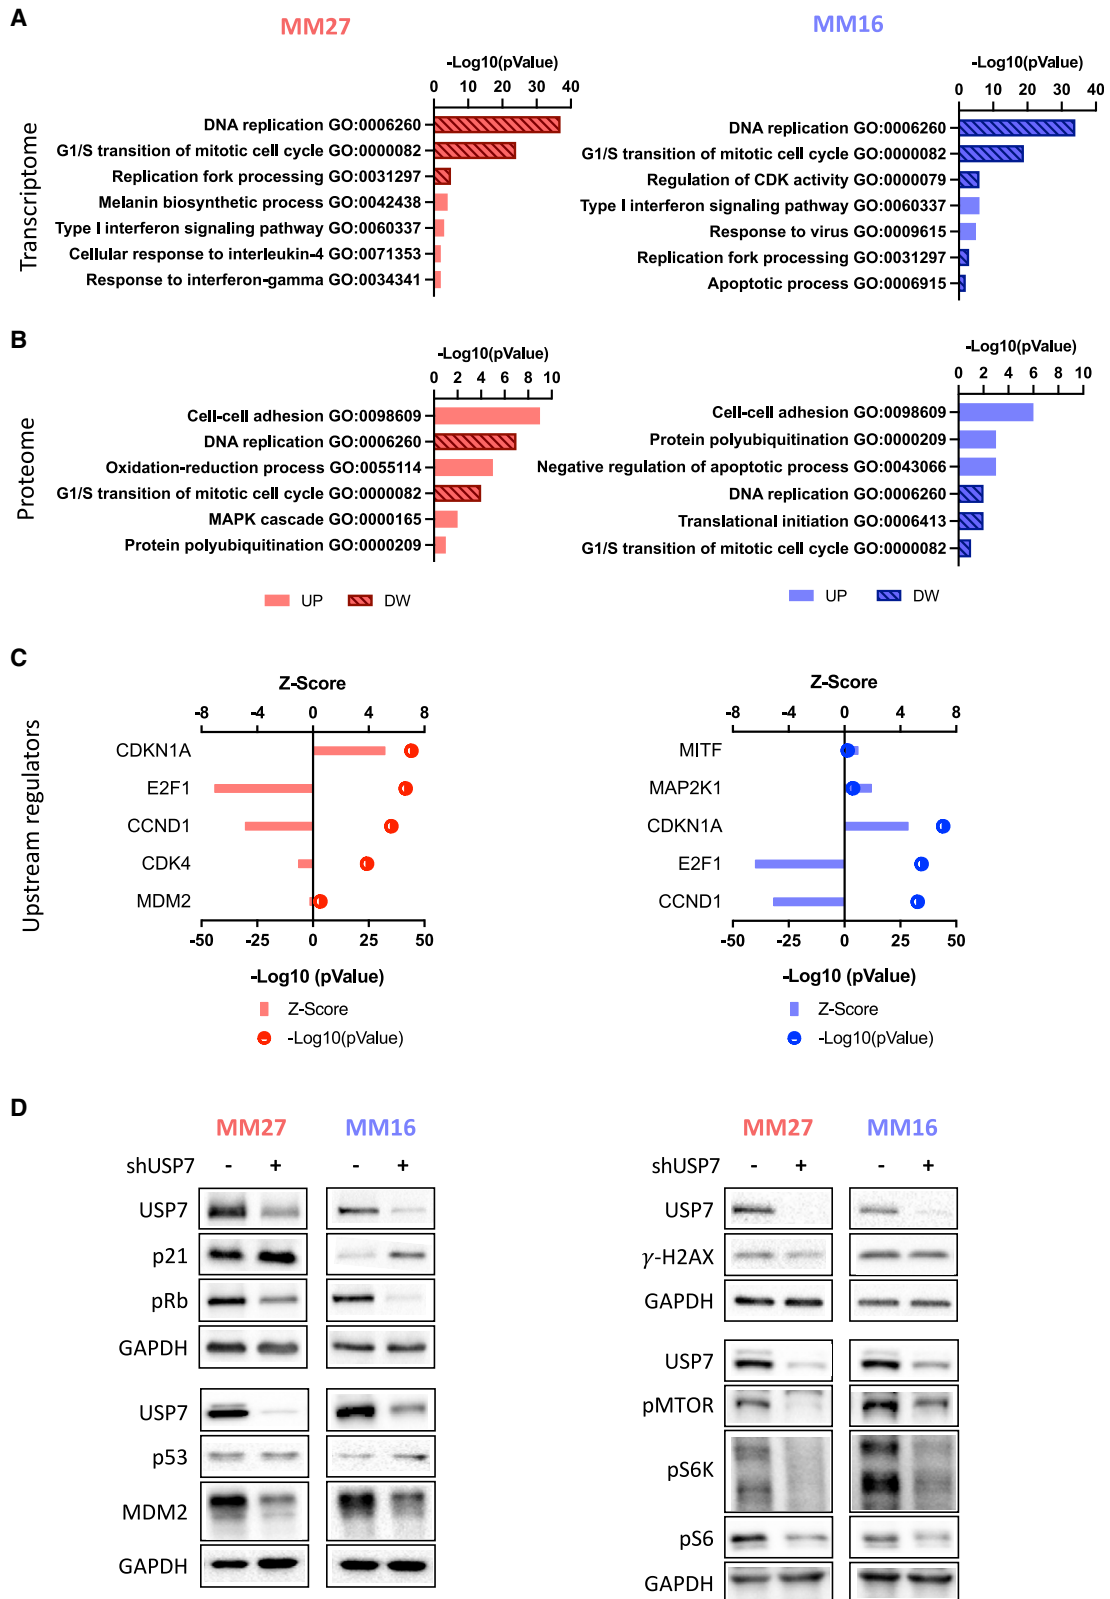 A
MM27
MM16
Transcriptome
-Log10(pValue)
0 10 20 30 40
DNA replication GO:0006260
G1/S transition of mitotic cell cycle GO:0000082
Replication fork processing GO:0031297
Melanin biosynthetic process GO:0042438
Type I interferon signaling pathway GO:0060337
Cellular response to interleukin-4 GO:0071353
Response to interferon-gamma GO:0034341
-Log10(pValue)
0 10 20 30 40
DNA replication GO:0006260
G1/S transition of mitotic cell cycle GO:0000082
Regulation of CDK activity GO:0000079
Type I interferon signaling pathway GO:0060337
Response to virus GO:0009615
Replication fork processing GO:0031297
Apoptotic process GO:0006915
B
Proteome
-Log10(pValue)
0 2 4 6 8 10
Cell-cell adhesion GO:0098609
DNA replication GO:0006260
Oxidation-reduction process GO:0055114
G1/S transition of mitotic cell cycle GO:0000082
MAPK cascade GO:0000165
Protein polyubiquitination GO:0000209
UP DW
-Log10(pValue)
0 2 4 6 8 10
Cell-cell adhesion GO:0098609
Protein polyubiquitination GO:0000209
Negative regulation of apoptotic process GO:0043066
DNA replication GO:0006260
Translational initiation GO:0006413
G1/S transition of mitotic cell cycle GO:0000082
UP DW
C
Upstream regulators
Z-Score
-8 -4 0 4 8
CDKN1A
E2F1
CCND1
CDK4
MDM2
-50 -25 0 25 50
-Log10 (pValue)
Z-Score
-Log10(pValue)
Z-Score
-8 -4 0 4 8
MITF
MAP2K1
CDKN1A
E2F1
CCND1
-50 -25 0 25 50
-Log10 (pValue)
Z-Score
-Log10(pValue)
D
MM27 MM16
shUSP7 - + - +
USP7
p21
pRb
GAPDH
USP7
p53
MDM2
GAPDH
MM27 MM16
shUSP7 - + - +
USP7
γ-H2AX
GAPDH
USP7
pMTOR
pS6K
pS6
GAPDH